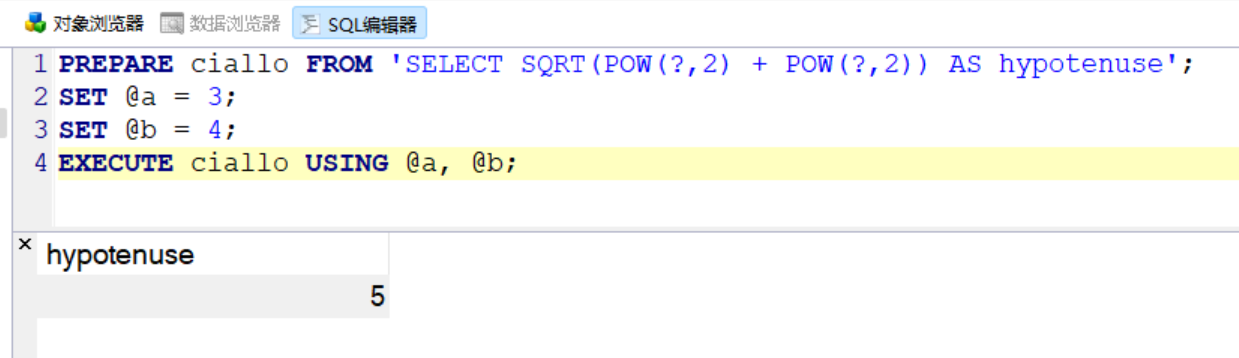 对象浏览器 数据浏览器 SQL编辑器
1 PREPARE ciallo FROM 'SELECT SQRT(POW(?,2) + POW(?,2)) AS hypotenuse';
2 SET @a = 3;
3 SET @b = 4;
4 EXECUTE ciallo USING @a, @b;
hypotenuse
5